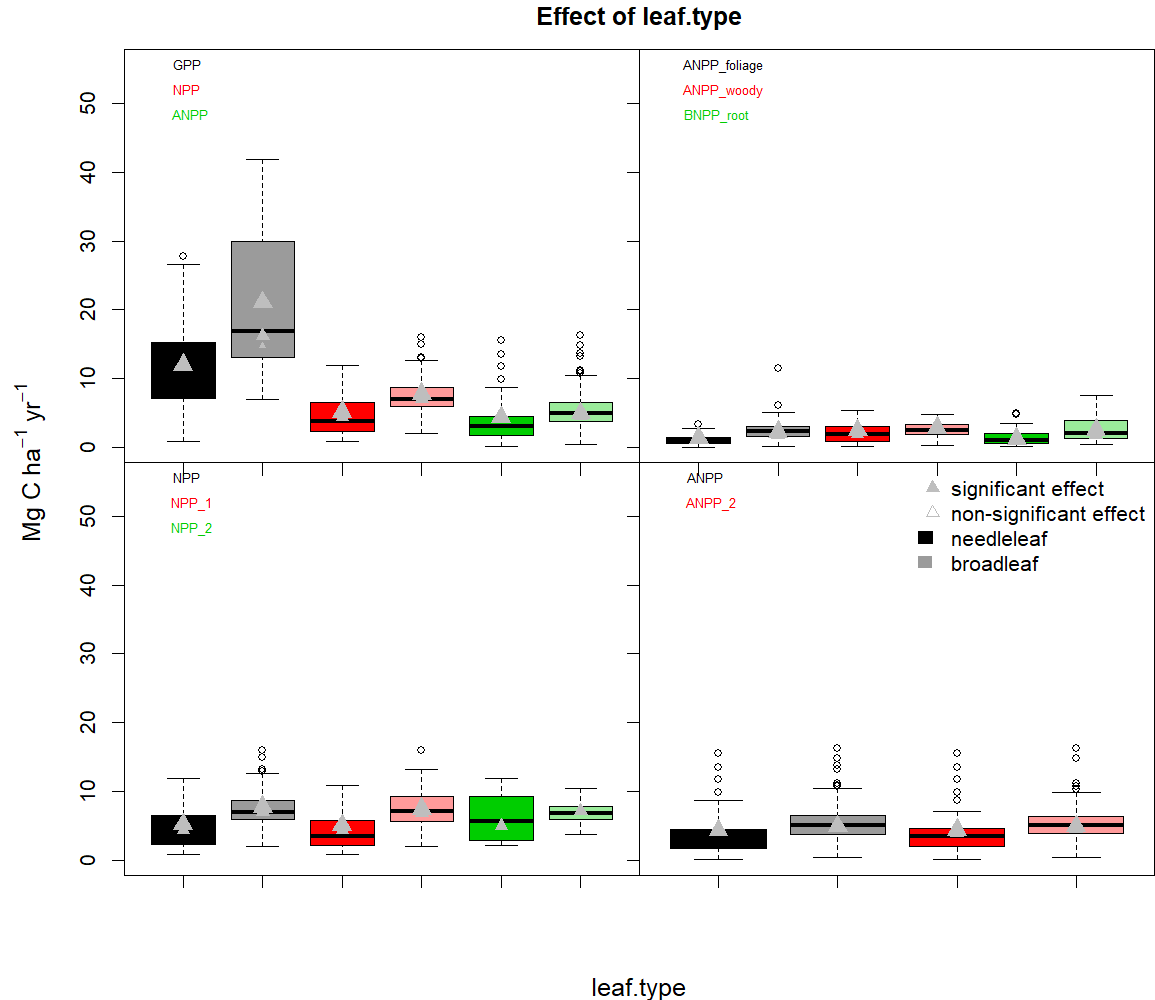 Effect of leaf.type
GPP
NPP
ANPP
ANPP_foliage
ANPP_woody
BNPP_root
50
40
30
20
10
0
NPP
NPP_1
NPP_2
ANPP
ANPP_2
significant effect
non-significant effect
needleleaf
broadleaf
50
40
30
20
10
0
Mg C ha⁻¹ yr⁻¹
leaf.type